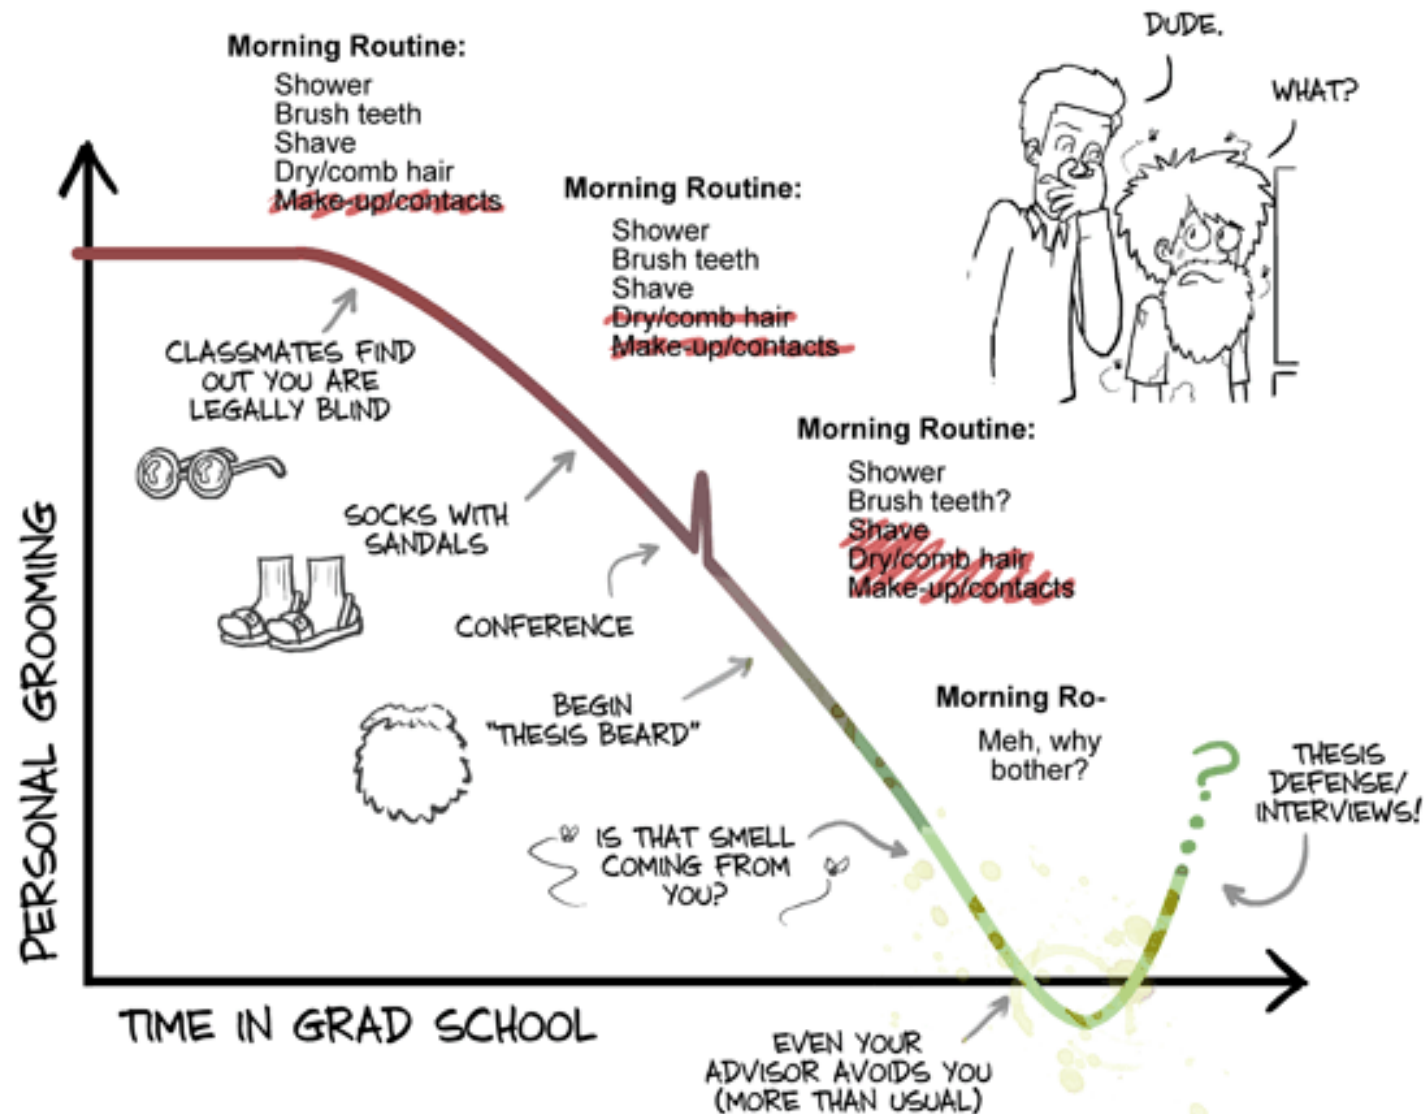 DUDE.
WHAT?
Morning Routine:
Shower
Brush teeth
Shave
Dry/comb hair
Make-up/contacts
Morning Routine:
Shower
Brush teeth
Shave
Dry/comb hair
Make-up/contacts
CLASSMATES FIND
OUT YOU ARE
LEGALLY BLIND
Morning Routine:
Shower
Brush teeth?
Shave
Dry/comb hair
Make-up/contacts
SOCKS WITH
SANDALS
CONFERENCE
BEGIN
"THESIS BEARD"
Morning Ro-
Meh, why
bother?
THESIS
DEFENSE/
INTERVIEWS!
IS THAT SMELL
COMING FROM
YOU?
PERSONAL GROOMING
TIME IN GRAD SCHOOL
EVEN YOUR
ADVISOR AVOIDS YOU
(MORE THAN USUAL)
?